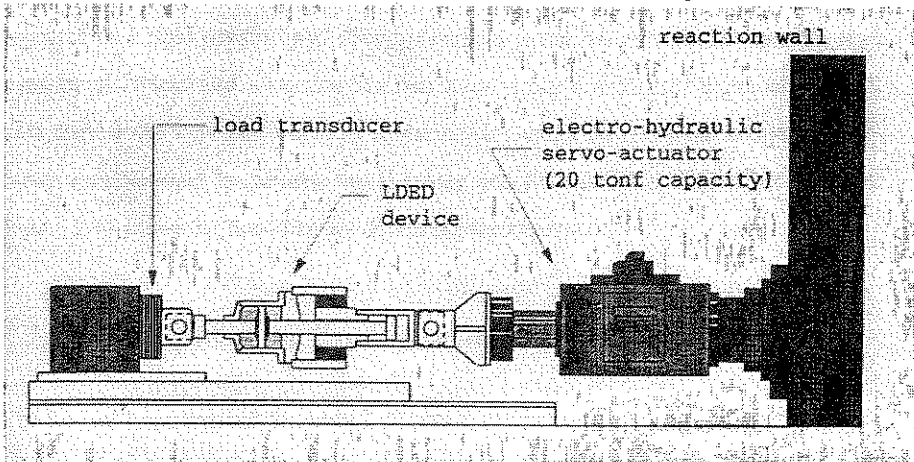 reaction wall
load transducer
electro-hydraulic
servo-actuator
(20 tonf capacity)
LDED
device